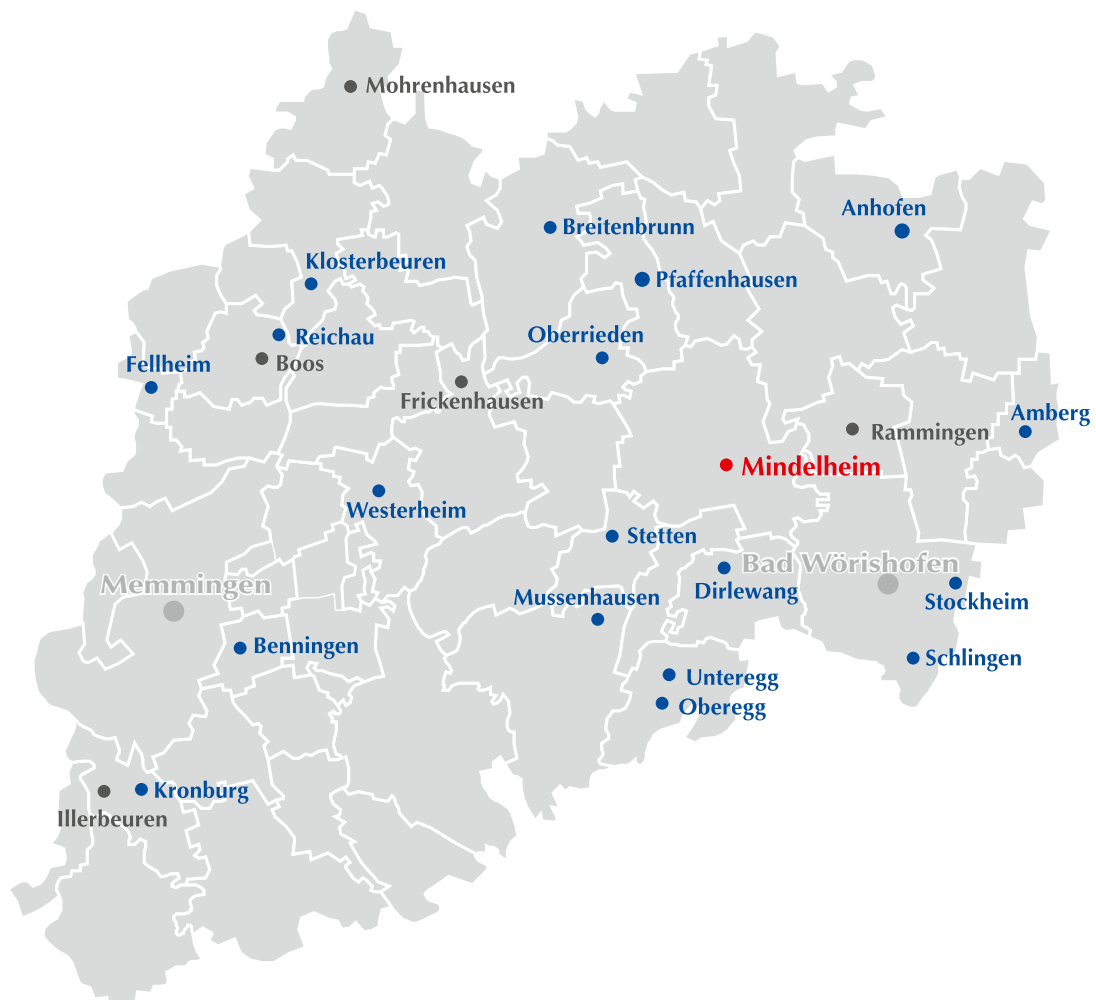 Mohrenhausen
Anhofen
Breitenbrunn
Klosterbeuren
Pfaffenhausen
Reichau
Oberrieden
Boos
Fellheim
Frickenhausen
Amberg
Rammingen
Mindelheim
Westerheim
Stetten
Bad Wörishofen
Memmingen
Dirlewang
Mussenhausen
Stockheim
Benningen
Schlingen
Unteregg
Oberegg
Kronburg
Illerbeuren